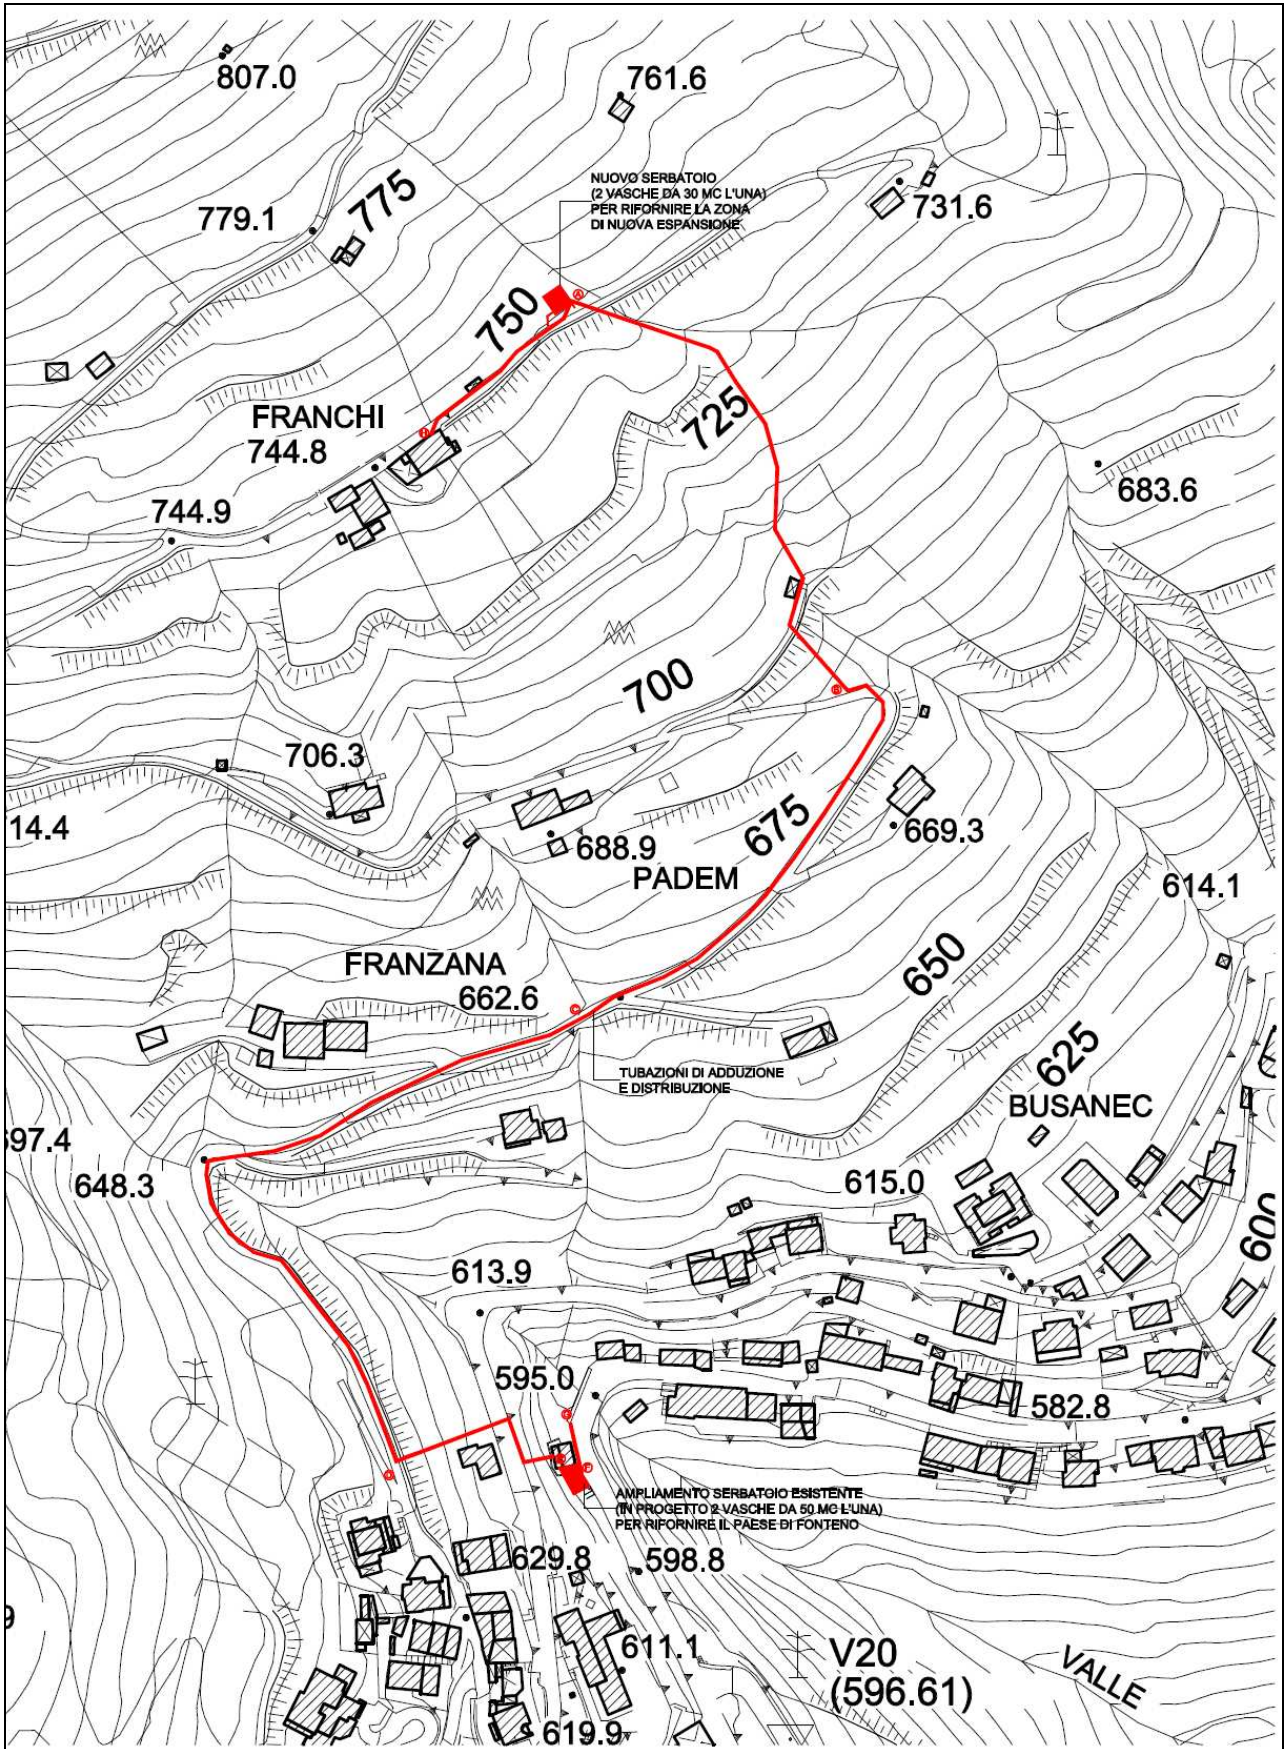 807.0
761.6
NUOVO SERBATOIO
(2 VASCHE DA 30 MC L'UNA)
PER RIFORNIRE LA ZONA
DI NUOVA ESPANSIONE
775
779.1
731.6
A
750
725
FRANCHI
H
744.8
683.6
744.9
700
B
706.3
675
14.4
688.9
669.3
PADEM
614.1
FRANZANA
650
662.6
C
TUBAZIONI DI ADDUZIONE
E DISTRIBUZIONE
625
BUSANEC
697.4
648.3
615.0
600
613.9
595.0
G
582.8
D
F
AMPLIAMENTO SERBATOIO ESISTENTE
(IN PROGETTO 2 VASCHE DA 50 MC L'UNA)
PER RIFORNIRE IL PAESE DI FONTENO
629.8
598.8
9
611.1
V20
(596.61)
VALLE
619.9